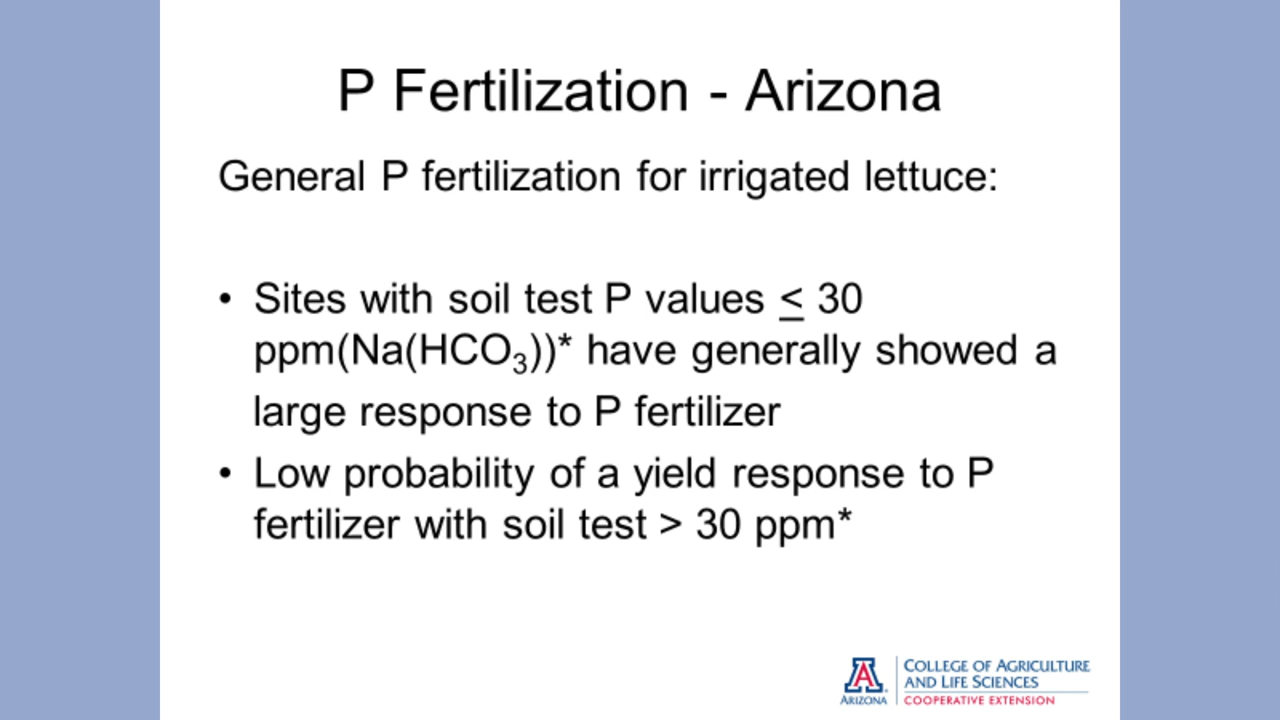 P Fertilization - Arizona
General P fertilization for irrigated lettuce:
• Sites with soil test P values ≤ 30
ppm(Na(HCO₃))* have generally showed a
large response to P fertilizer
• Low probability of a yield response to P
fertilizer with soil test > 30 ppm*
A
ARIZONA
COLLEGE OF AGRICULTURE
AND LIFE SCIENCES
COOPERATIVE EXTENSION